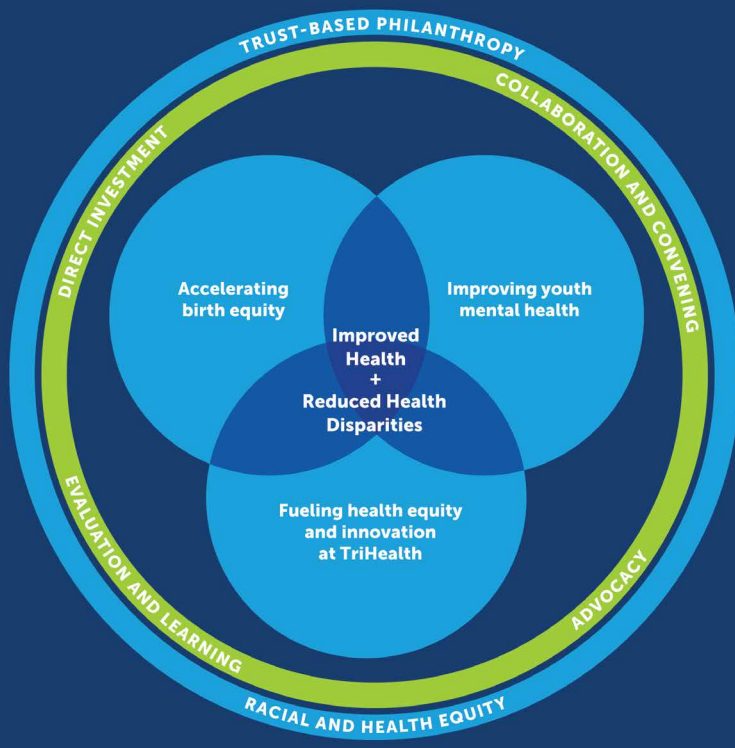 TRUST-BASED PHILANTHROPY
COLLABORATION AND CONVENING
DIRECT INVESTMENT
Accelerating
birth equity
Improving youth
mental health
Improved
Health
+
Reduced Health
Disparities
Fueling health equity
and innovation
at TriHealth
EVALUATION AND LEARNING
ADVOCACY
RACIAL AND HEALTH EQUITY